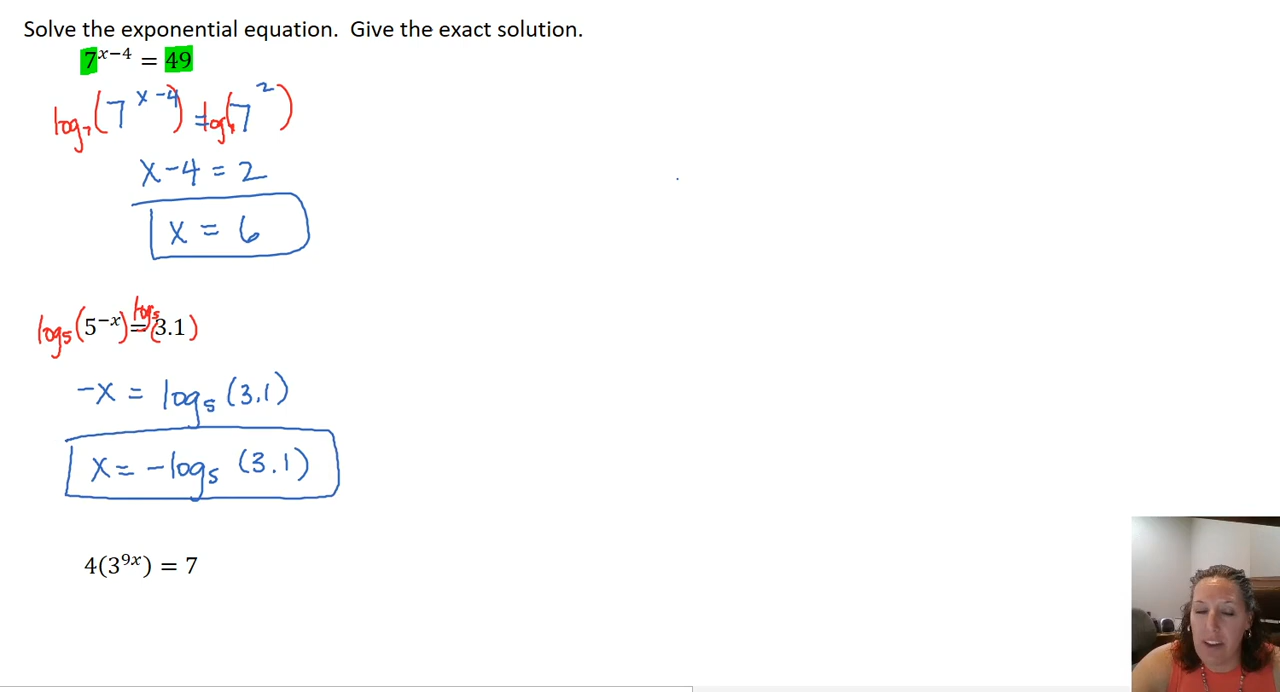 Solve the exponential equation.  Give the exact solution.
7^{x−4} = 49
log₇(7^{x-4}) = log₇(7^2)
x-4 = 2
x = 6
log₅(5^{−x}) = log₅(3.1)
-x = log₅(3.1)
x = -log₅(3.1)
4(3^{9x}) = 7